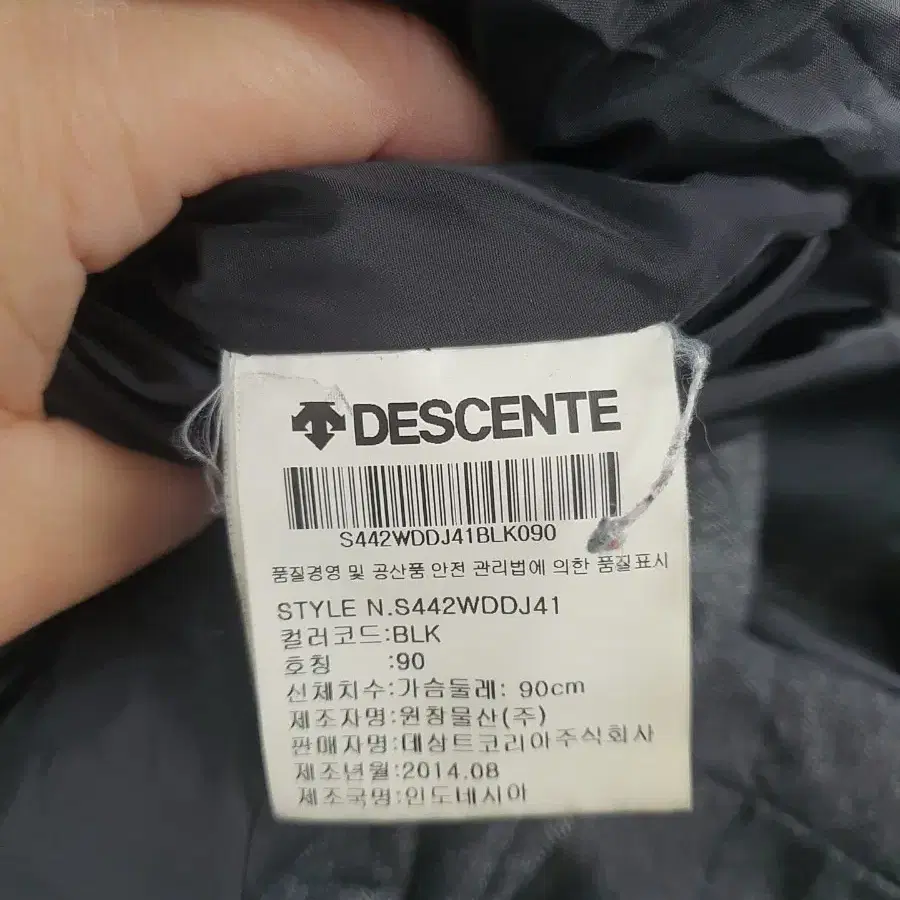 DESCENTE
S442WDDJ41BLK090
품질경영 및 공산품 안전 관리법에 의한 품질표시
STYLE N.S442WDDJ41
컬러코드:BLK
호칭 :90
신체치수:가슴둘레: 90cm
제조자명:원창물산(주)
판매자명:데상트코리아주식회사
제조년월:2014.08
제조국명:인도네시아